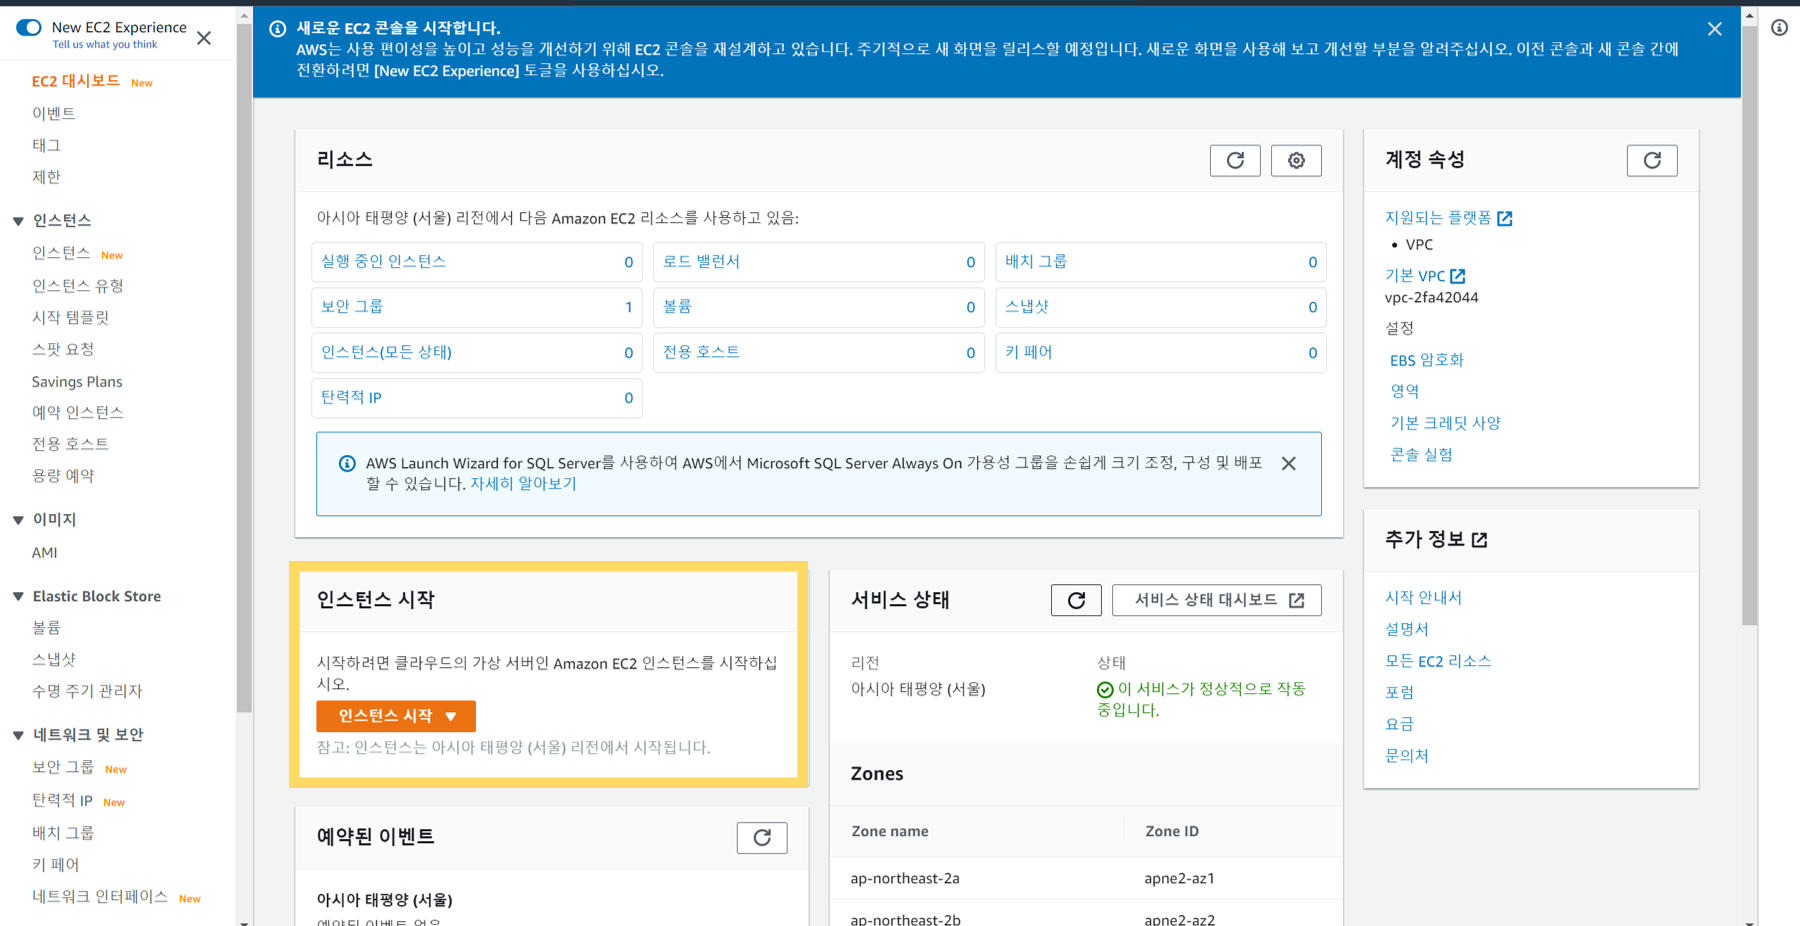 New EC2 Experience
Tell us what you think
EC2 대시보드 New
이벤트
태그
제한
인스턴스
인스턴스 New
인스턴스 유형
시작 템플릿
스팟 요청
Savings Plans
예약 인스턴스
전용 호스트
용량 예약
이미지
AMI
Elastic Block Store
볼륨
스냅샷
수명 주기 관리자
네트워크 및 보안
보안 그룹 New
탄력적 IP New
배치 그룹
키 페어
네트워크 인터페이스 New
새로운 EC2 콘솔을 시작합니다.
AWS는 사용 편이성을 높이고 성능을 개선하기 위해 EC2 콘솔을 재설계하고 있습니다. 주기적으로 새 화면을 릴리스할 예정입니다. 새로운 화면을 사용해 보고 개선할 부분을 알려주십시오. 이전 콘솔과 새 콘솔 간에
전환하려면 [New EC2 Experience] 토글을 사용하십시오.
리소스
아시아 태평양 (서울) 리전에서 다음 Amazon EC2 리소스를 사용하고 있음:
실행 중인 인스턴스 0
로드 밸런서 0
배치 그룹 0
보안 그룹 1
볼륨 0
스냅샷 0
인스턴스(모든 상태) 0
전용 호스트 0
키 페어 0
탄력적 IP 0
AWS Launch Wizard for SQL Server를 사용하여 AWS에서 Microsoft SQL Server Always On 가용성 그룹을 손쉽게 크기 조정, 구성 및 배포
할 수 있습니다. 자세히 알아보기
인스턴스 시작
시작하려면 클라우드의 가상 서버인 Amazon EC2 인스턴스를 시작하십
시오.
인스턴스 시작
참고: 인스턴스는 아시아 태평양 (서울) 리전에서 시작됩니다.
예약된 이벤트
아시아 태평양 (서울)
예약된 이벤트 없음
서비스 상태
서비스 상태 대시보드
리전
아시아 태평양 (서울)
상태
이 서비스가 정상적으로 작동
중입니다.
Zones
Zone name Zone ID
ap-northeast-2a apne2-az1
ap-northeast-2b apne2-az2
계정 속성
지원되는 플랫폼
• VPC
기본 VPC
vpc-2fa42044
설정
EBS 암호화
영역
기본 크레딧 사양
콘솔 실험
추가 정보
시작 안내서
설명서
모든 EC2 리소스
포럼
요금
문의처